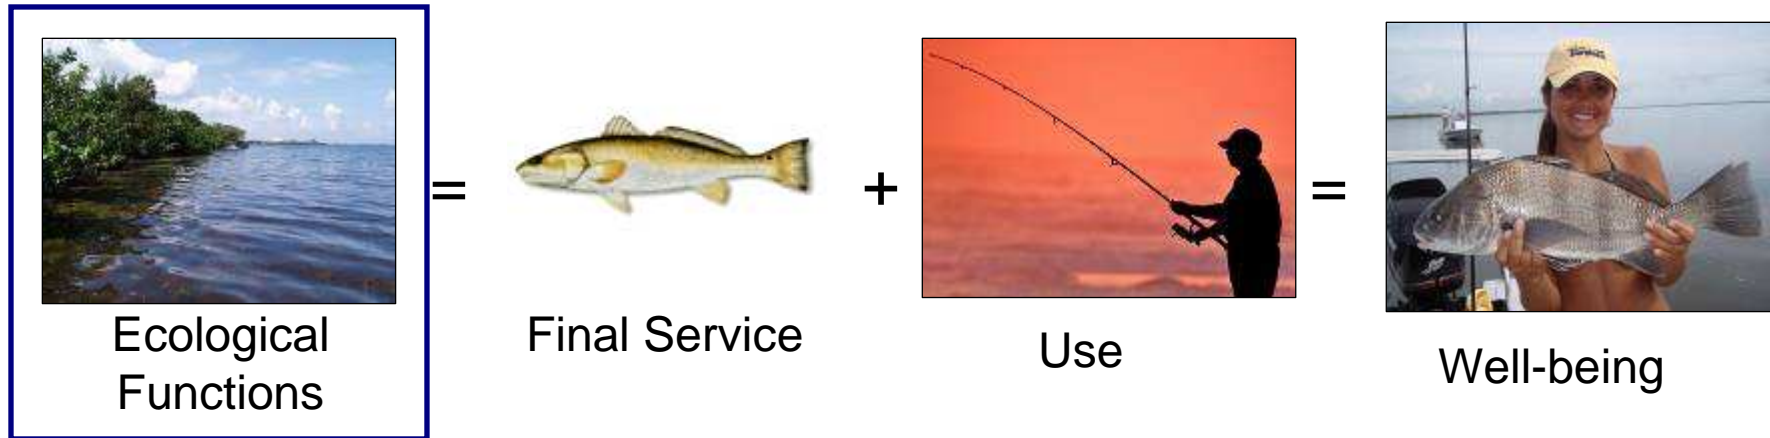 Ecological
Functions
=
Final Service
+
Use
=
Well-being